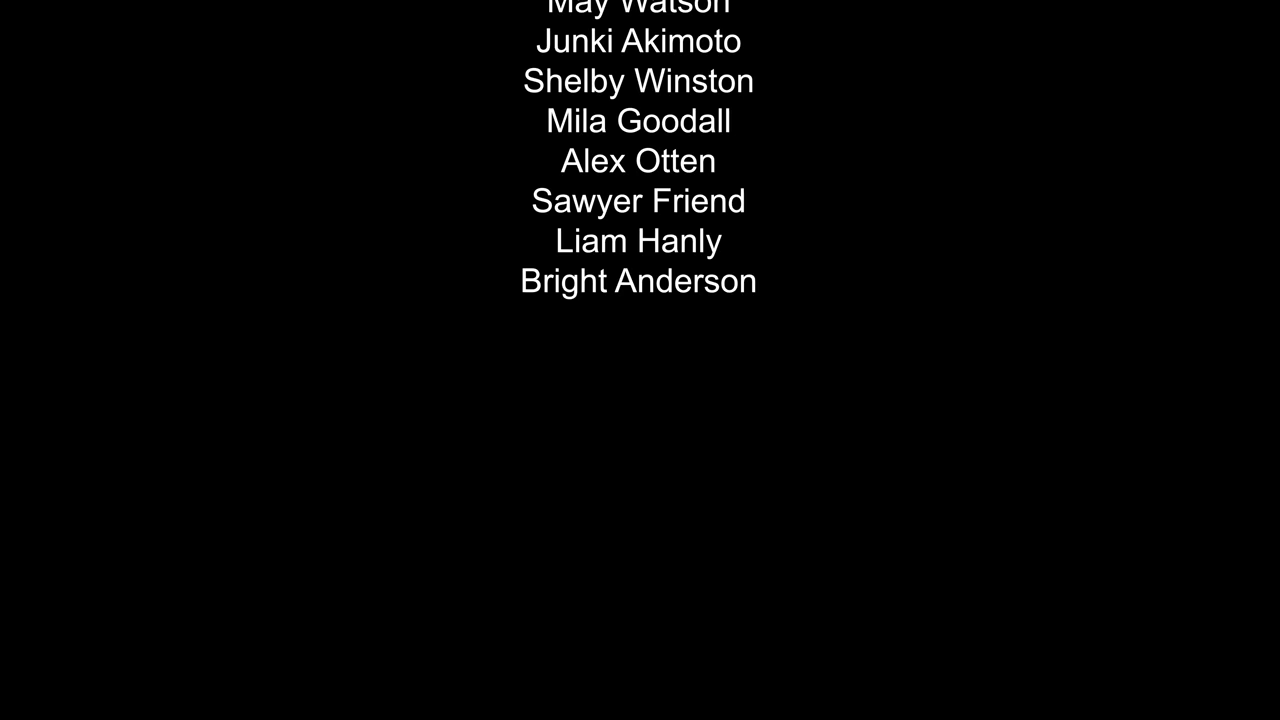 May Watson
Junki Akimoto
Shelby Winston
Mila Goodall
Alex Otten
Sawyer Friend
Liam Hanly
Bright Anderson